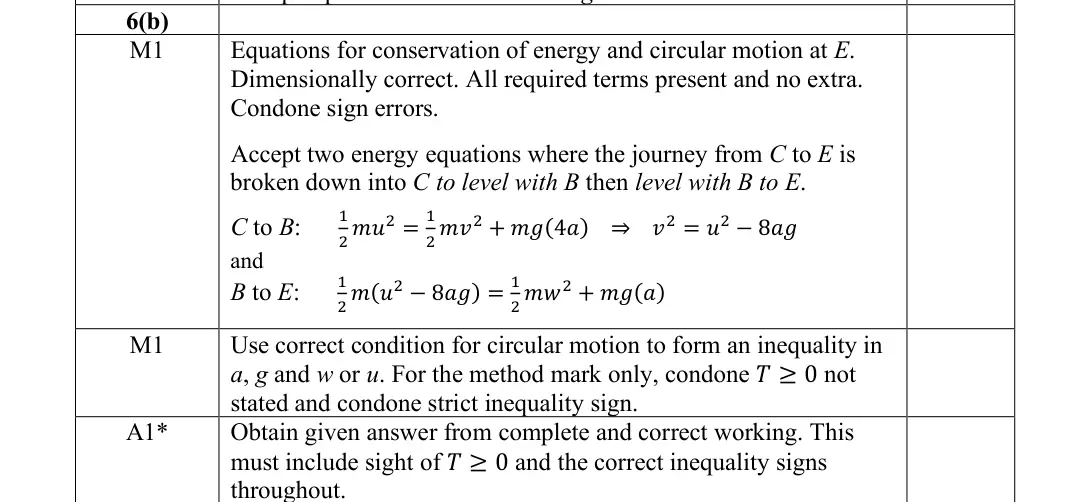 6(b)
M1
Equations for conservation of energy and circular motion at E.
Dimensionally correct. All required terms present and no extra.
Condone sign errors.
Accept two energy equations where the journey from C to E is
broken down into C to level with B then level with B to E.
C to B: ½mu² = ½mv² + mg(4a) ⇒ v² = u² − 8ag
and
B to E: ½m(u² − 8ag) = ½mw² + mg(a)
M1
Use correct condition for circular motion to form an inequality in
a, g and w or u. For the method mark only, condone T ≥ 0 not
stated and condone strict inequality sign.
A1*
Obtain given answer from complete and correct working. This
must include sight of T ≥ 0 and the correct inequality signs
throughout.